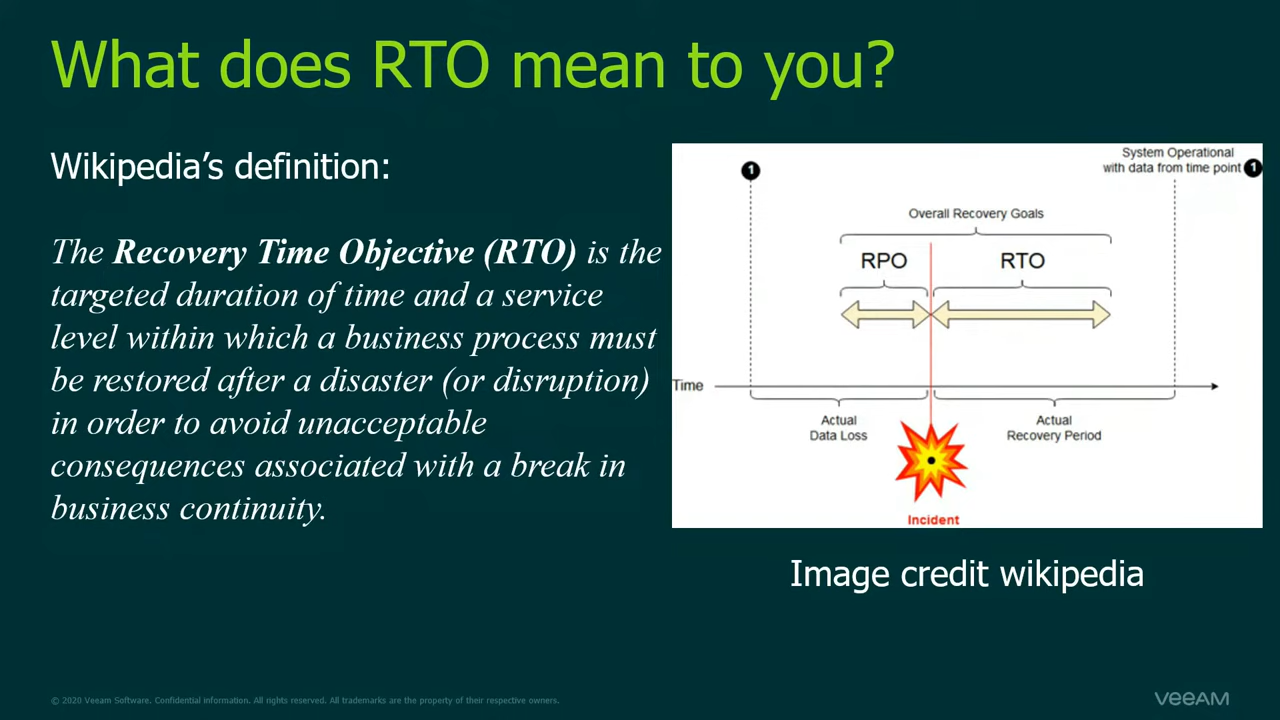 What does RTO mean to you?
Wikipedia’s definition:
The Recovery Time Objective (RTO) is the
targeted duration of time and a service
level within which a business process must
be restored after a disaster (or disruption)
in order to avoid unacceptable
consequences associated with a break in
business continuity.
1
System Operational
with data from time point 1
Overall Recovery Goals
RPO
RTO
Time
Actual
Data Loss
Actual
Recovery Period
Incident
Image credit wikipedia
© 2020 Veeam Software. Confidential information. All rights reserved. All trademarks are the property of their respective owners.
VEEAM